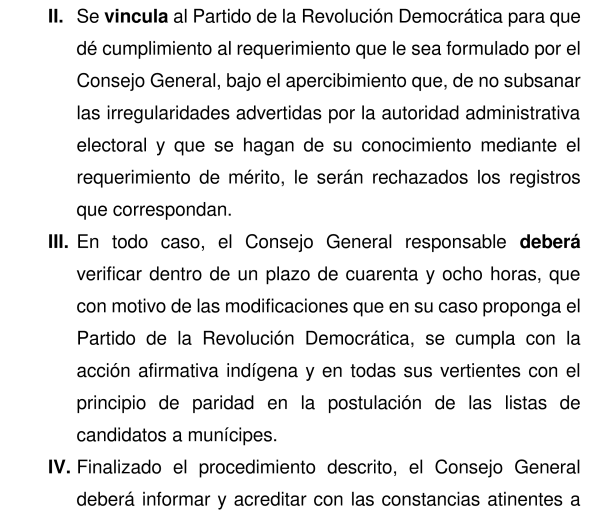 II. Se vincula al Partido de la Revolución Democrática para que
dé cumplimiento al requerimiento que le sea formulado por el
Consejo General, bajo el apercibimiento que, de no subsanar
las irregularidades advertidas por la autoridad administrativa
electoral y que se hagan de su conocimiento mediante el
requerimiento de mérito, le serán rechazados los registros
que correspondan.
III. En todo caso, el Consejo General responsable deberá
verificar dentro de un plazo de cuarenta y ocho horas, que
con motivo de las modificaciones que en su caso proponga el
Partido de la Revolución Democrática, se cumpla con la
acción afirmativa indígena y en todas sus vertientes con el
principio de paridad en la postulación de las listas de
candidatos a munícipes.
IV. Finalizado el procedimiento descrito, el Consejo General
deberá informar y acreditar con las constancias atinentes a